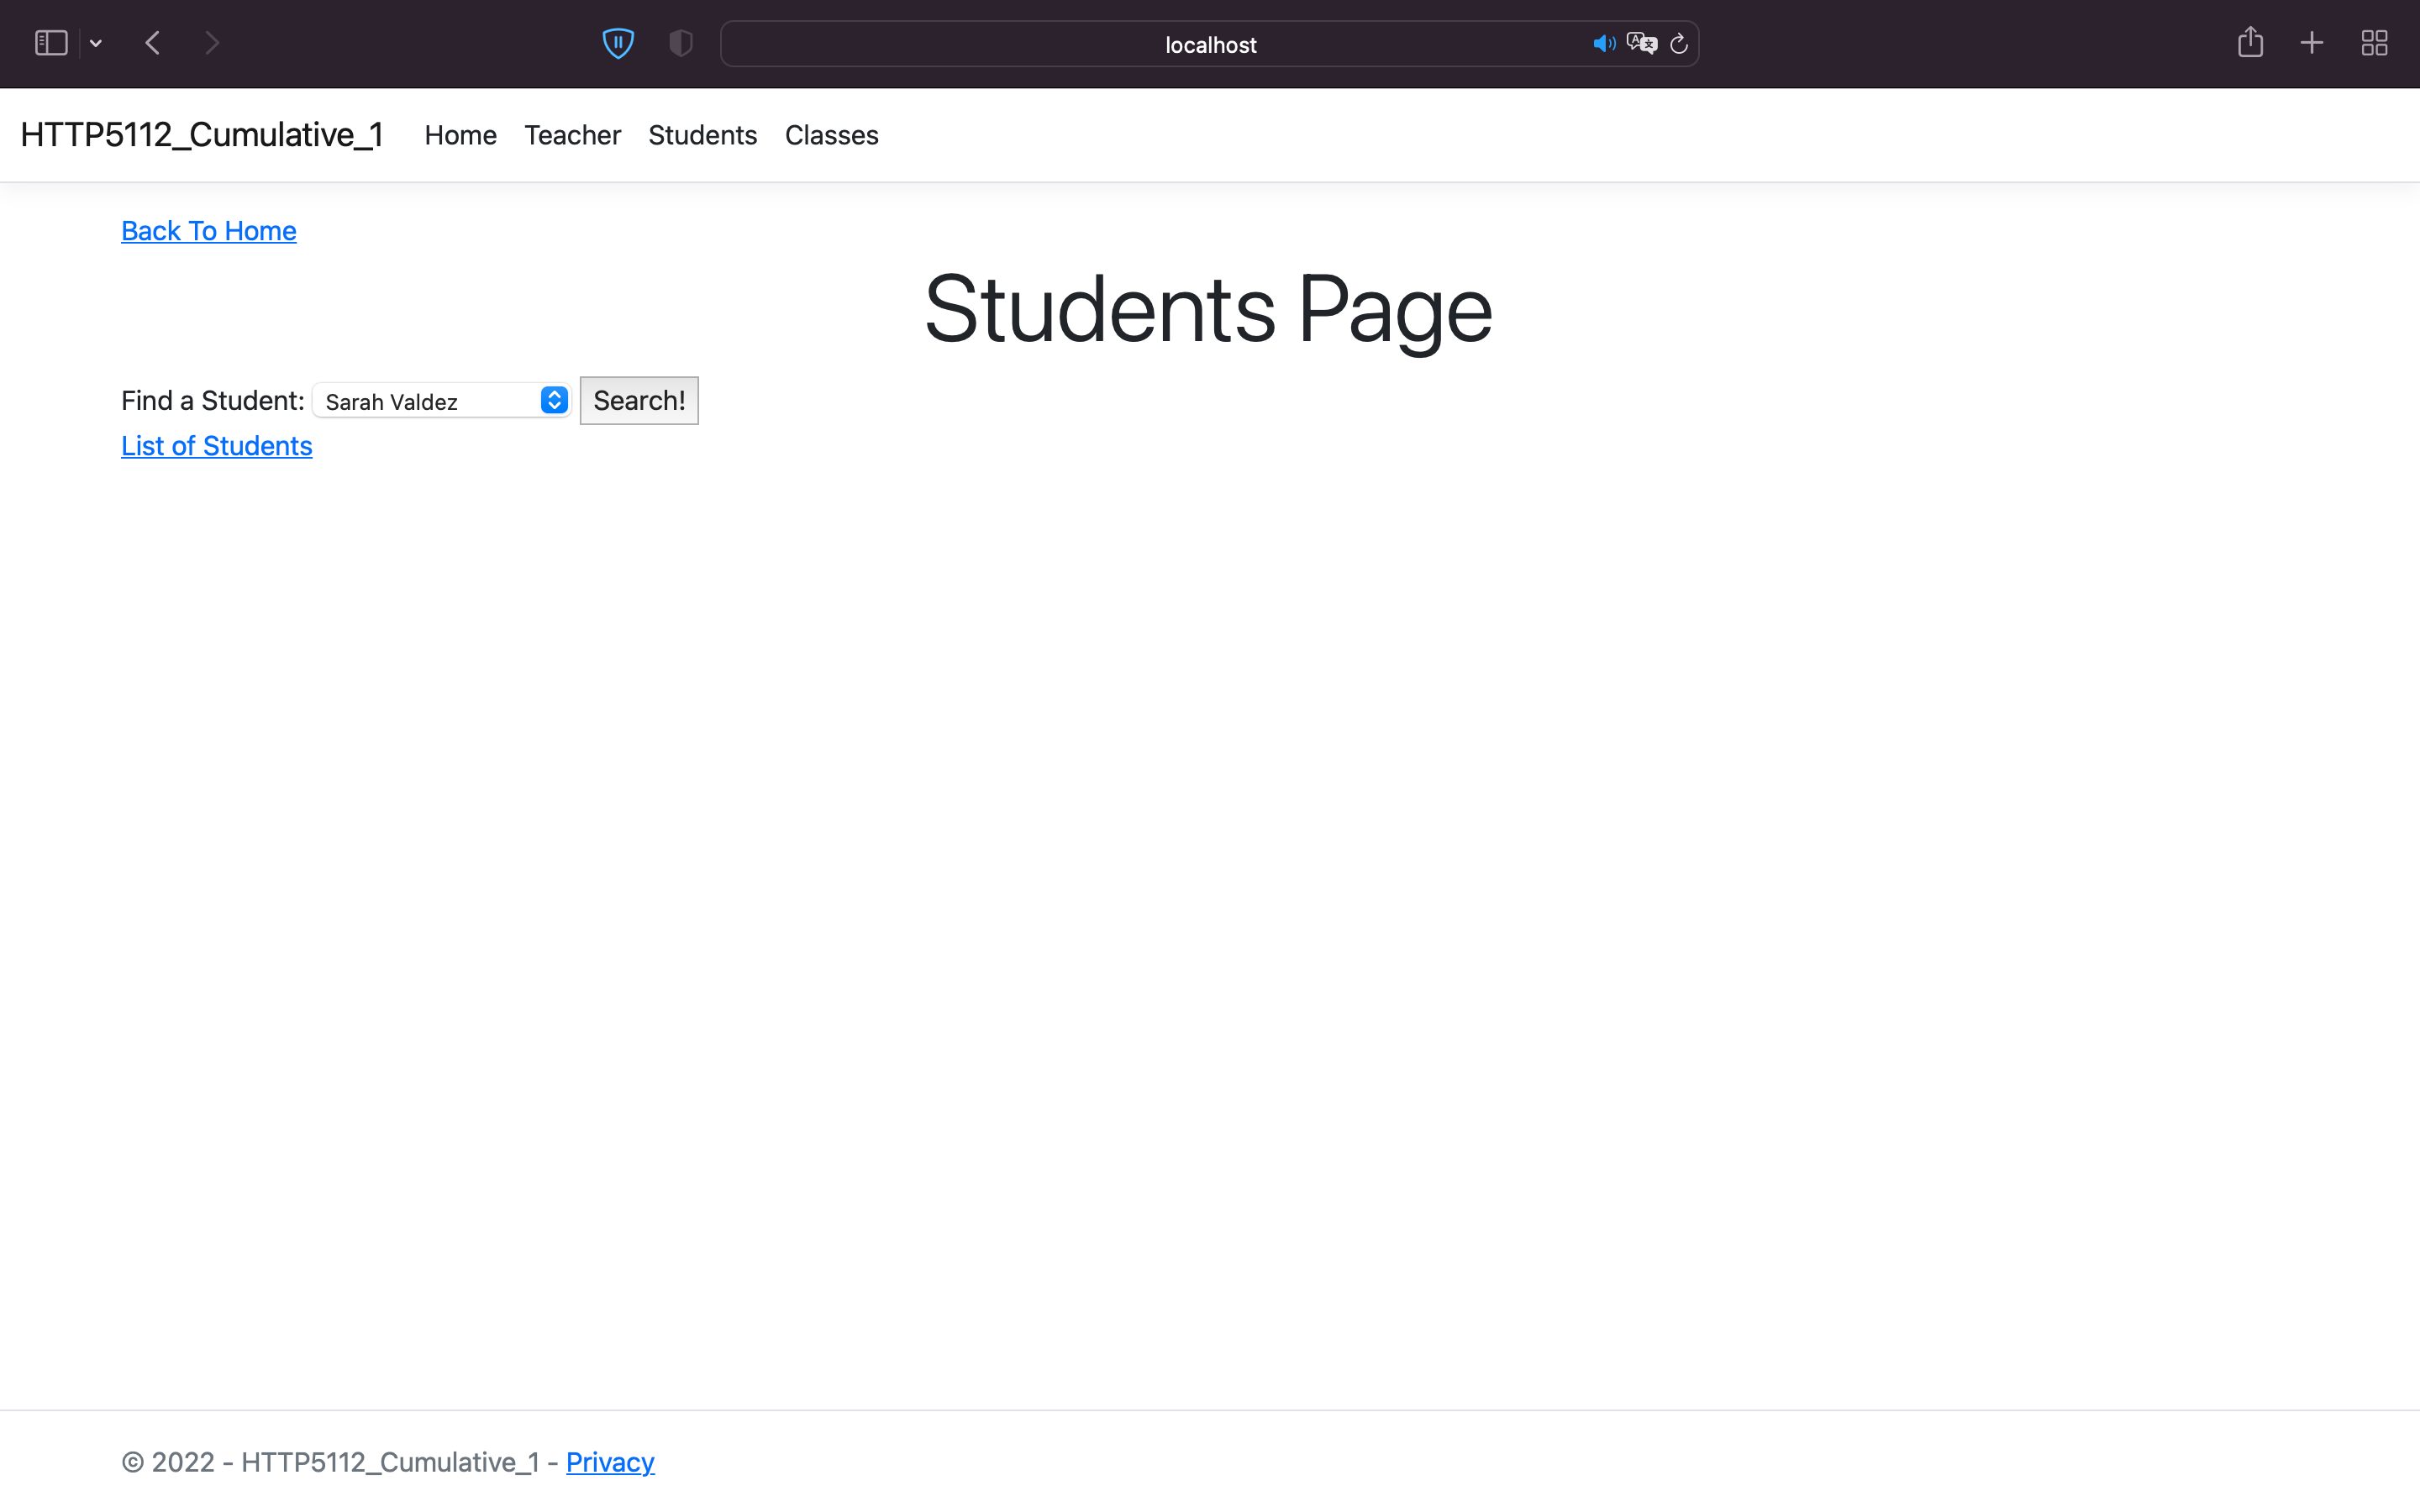 localhost
HTTP5112_Cumulative_1 Home Teacher Students Classes
Back To Home
Students Page
Find a Student: Sarah Valdez Search!
List of Students
© 2022 - HTTP5112_Cumulative_1 - Privacy